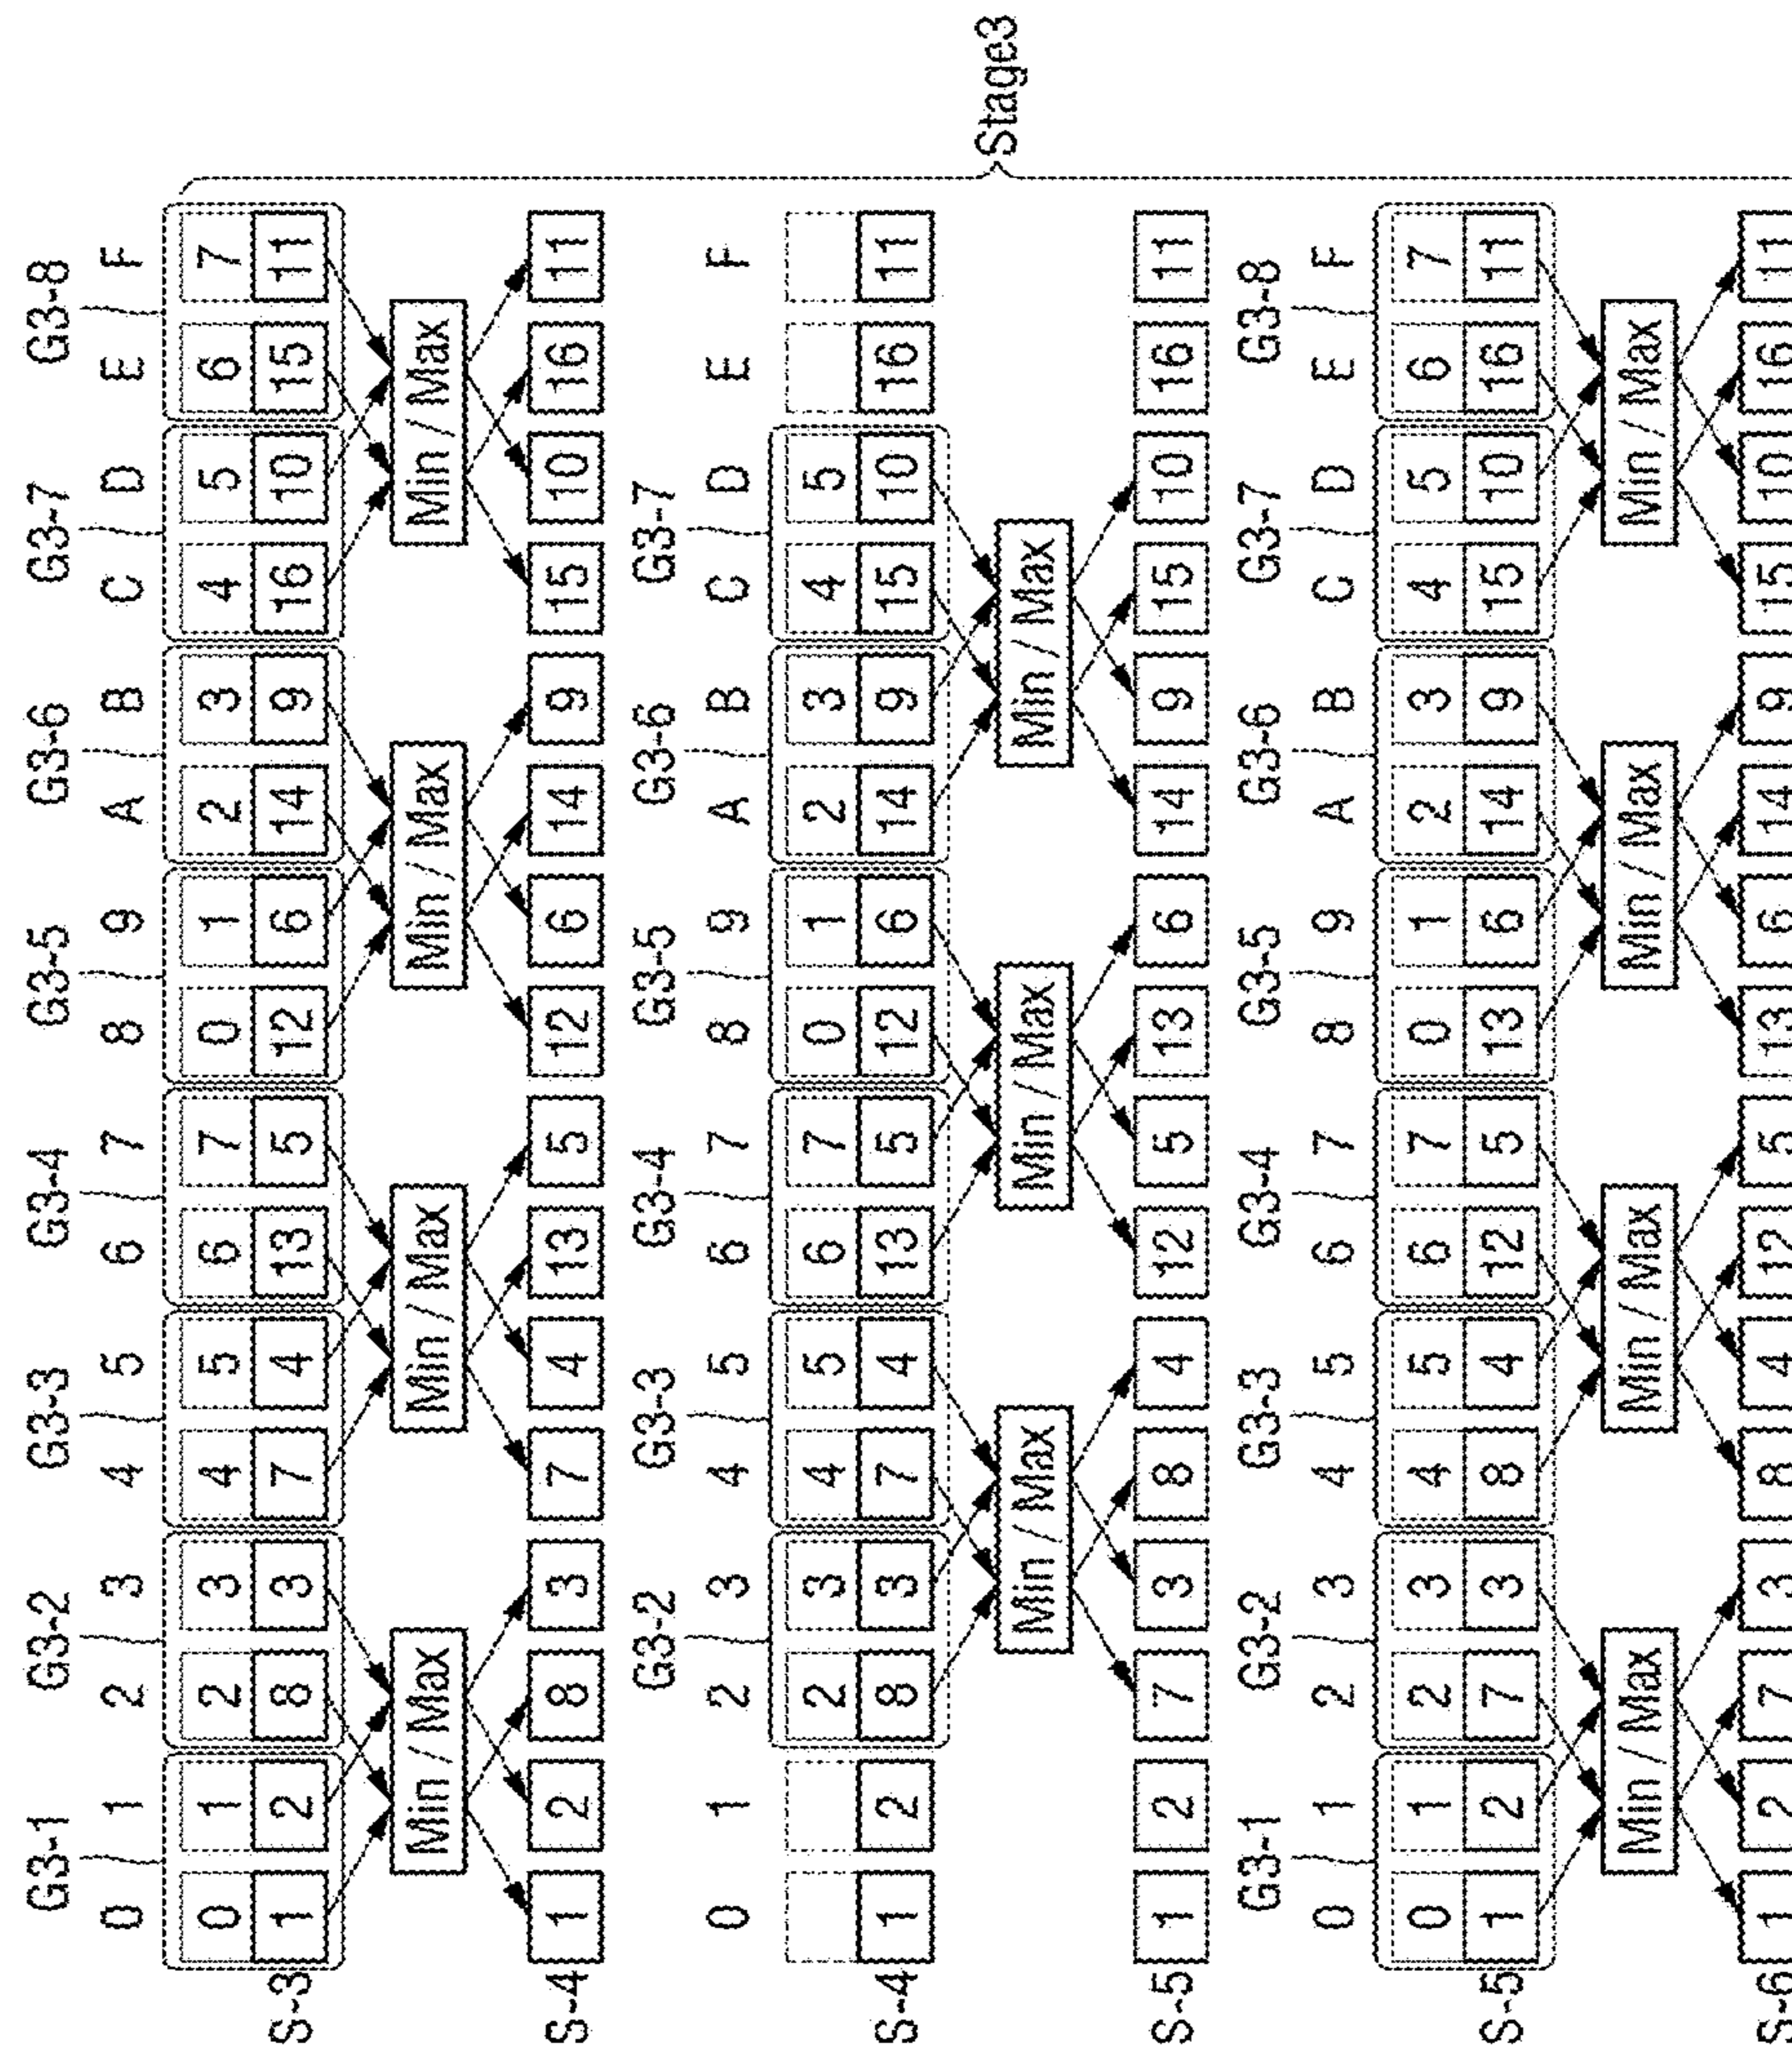 G3-1 G3-2 G3-3 G3-4 G3-5 G3-6 G3-7 G3-8
0 1 2 3 4 5 6 7 8 9 A B C D E F
0 1 2 3 4 5 6 7 0 1 2 3 4 5 6 7
S-3 1 2 8 3 7 4 13 5 12 6 14 9 16 10 15 11
Min / Max Min / Max Min / Max Min / Max
S-4 1 2 8 3 7 4 13 5 12 6 14 9 15 10 16 11
G3-2 G3-3 G3-4 G3-5 G3-6 G3-7
0 1 2 3 4 5 6 7 8 9 A B C D E F
2 3 4 5 6 7 0 1 2 3 4 5
S-4 1 2 8 3 7 4 13 5 12 6 14 9 15 10 16 11
Min / Max Min / Max Min / Max
Stage3
S-5 1 2 7 3 8 4 12 5 13 6 14 9 15 10 16 11
G3-1 G3-2 G3-3 G3-4 G3-5 G3-6 G3-7 G3-8
0 1 2 3 4 5 6 7 8 9 A B C D E F
0 1 2 3 4 5 6 7 0 1 2 3 4 5 6 7
S-5 1 2 7 3 8 4 12 5 13 6 14 9 15 10 16 11
Min / Max Min / Max Min / Max Min / Max
S-6 1 2 7 3 8 4 12 5 13 6 14 9 15 10 16 11